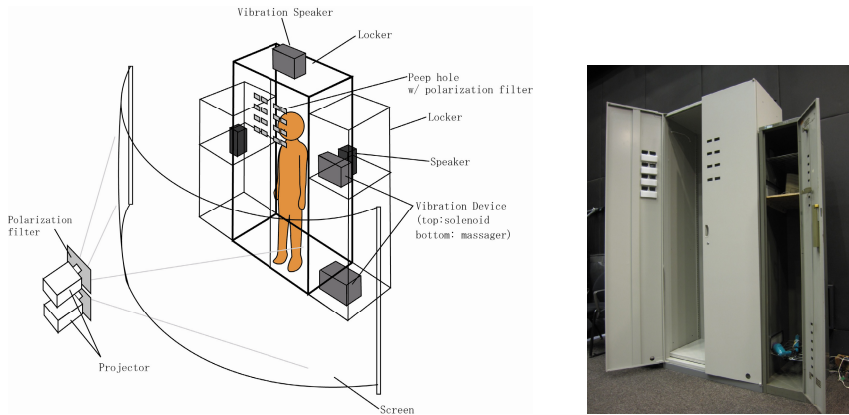 Vibration Speaker
Locker
Peep hole
w/ polarization filter
Locker
Speaker
Vibration Device
(top:solenoid
bottom: massager)
Polarization
filter
Projector
Screen